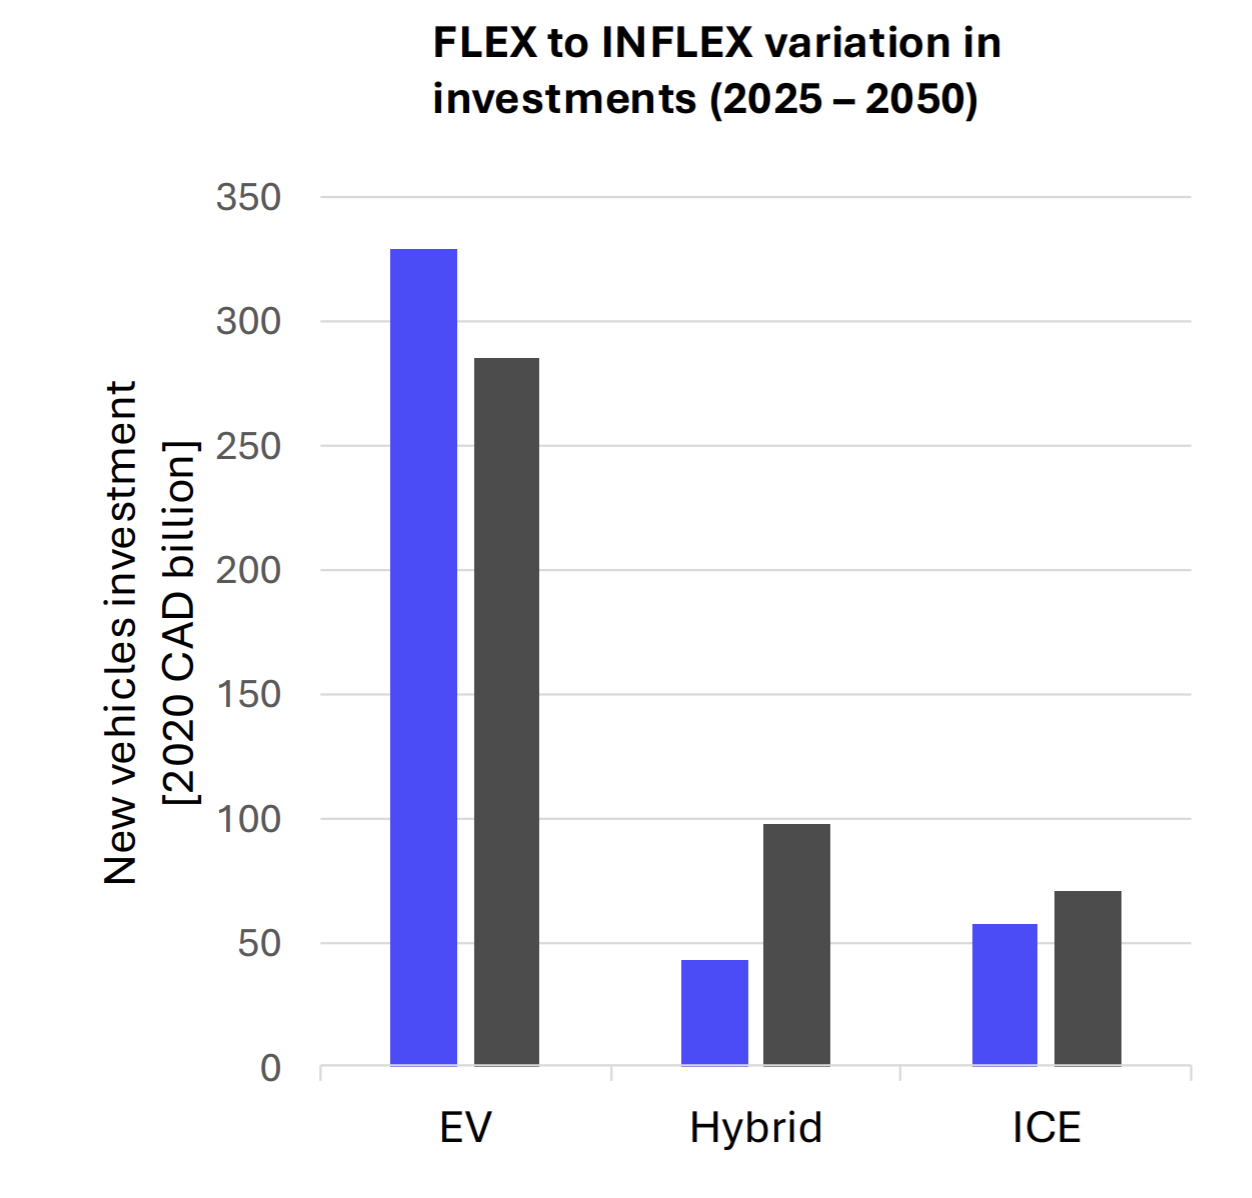 FLEX to INFLEX variation in
investments (2025 – 2050)
New vehicles investment
[2020 CAD billion]
350
300
250
200
150
100
50
0
EV
Hybrid
ICE